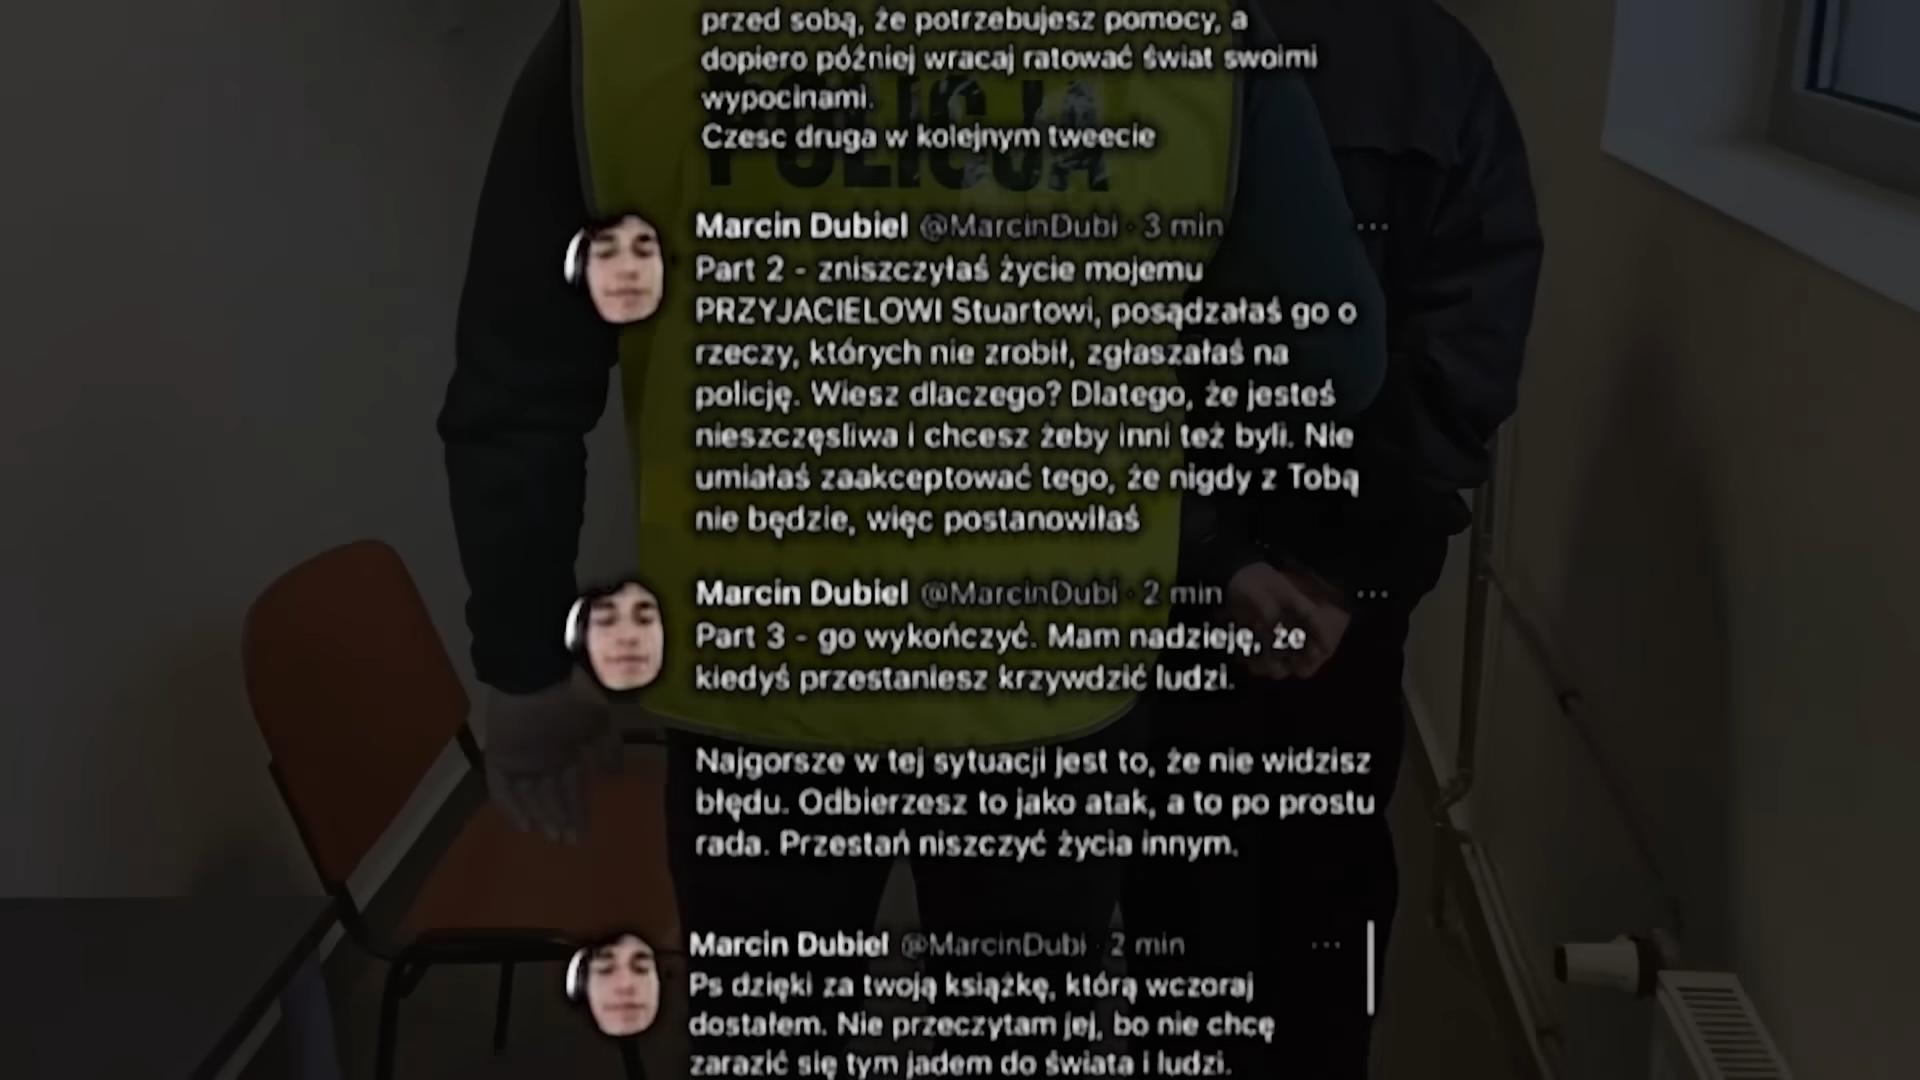 przed sobą, że potrzebujesz pomocy, a
dopiero później wracaj ratować świat swoimi
wypocinami.
POLICJA
Czesc druga w kolejnym tweecie
Marcin Dubiel @MarcinDubi · 3 min
Part 2 - zniszczyłaś życie mojemu
PRZYJACIELOWI Stuartowi, posądzałaś go o
rzeczy, których nie zrobił, zgłaszałaś na
policję. Wiesz dlaczego? Dlatego, że jesteś
nieszczęsliwa i chcesz żeby inni też byli. Nie
umiałaś zaakceptować tego, że nigdy z Tobą
nie będzie, więc postanowiłaś
Marcin Dubiel @MarcinDubi · 2 min
Part 3 - go wykończyć. Mam nadzieję, że
kiedyś przestaniesz krzywdzić ludzi.
Najgorsze w tej sytuacji jest to, że nie widzisz
błędu. Odbierzesz to jako atak, a to po prostu
rada. Przestań niszczyć życia innym.
Marcin Dubiel @MarcinDubi · 2 min
Ps dzięki za twoją książkę, którą wczoraj
dostałem. Nie przeczytam jej, bo nie chcę
zarazić się tym jadem do świata i ludzi.